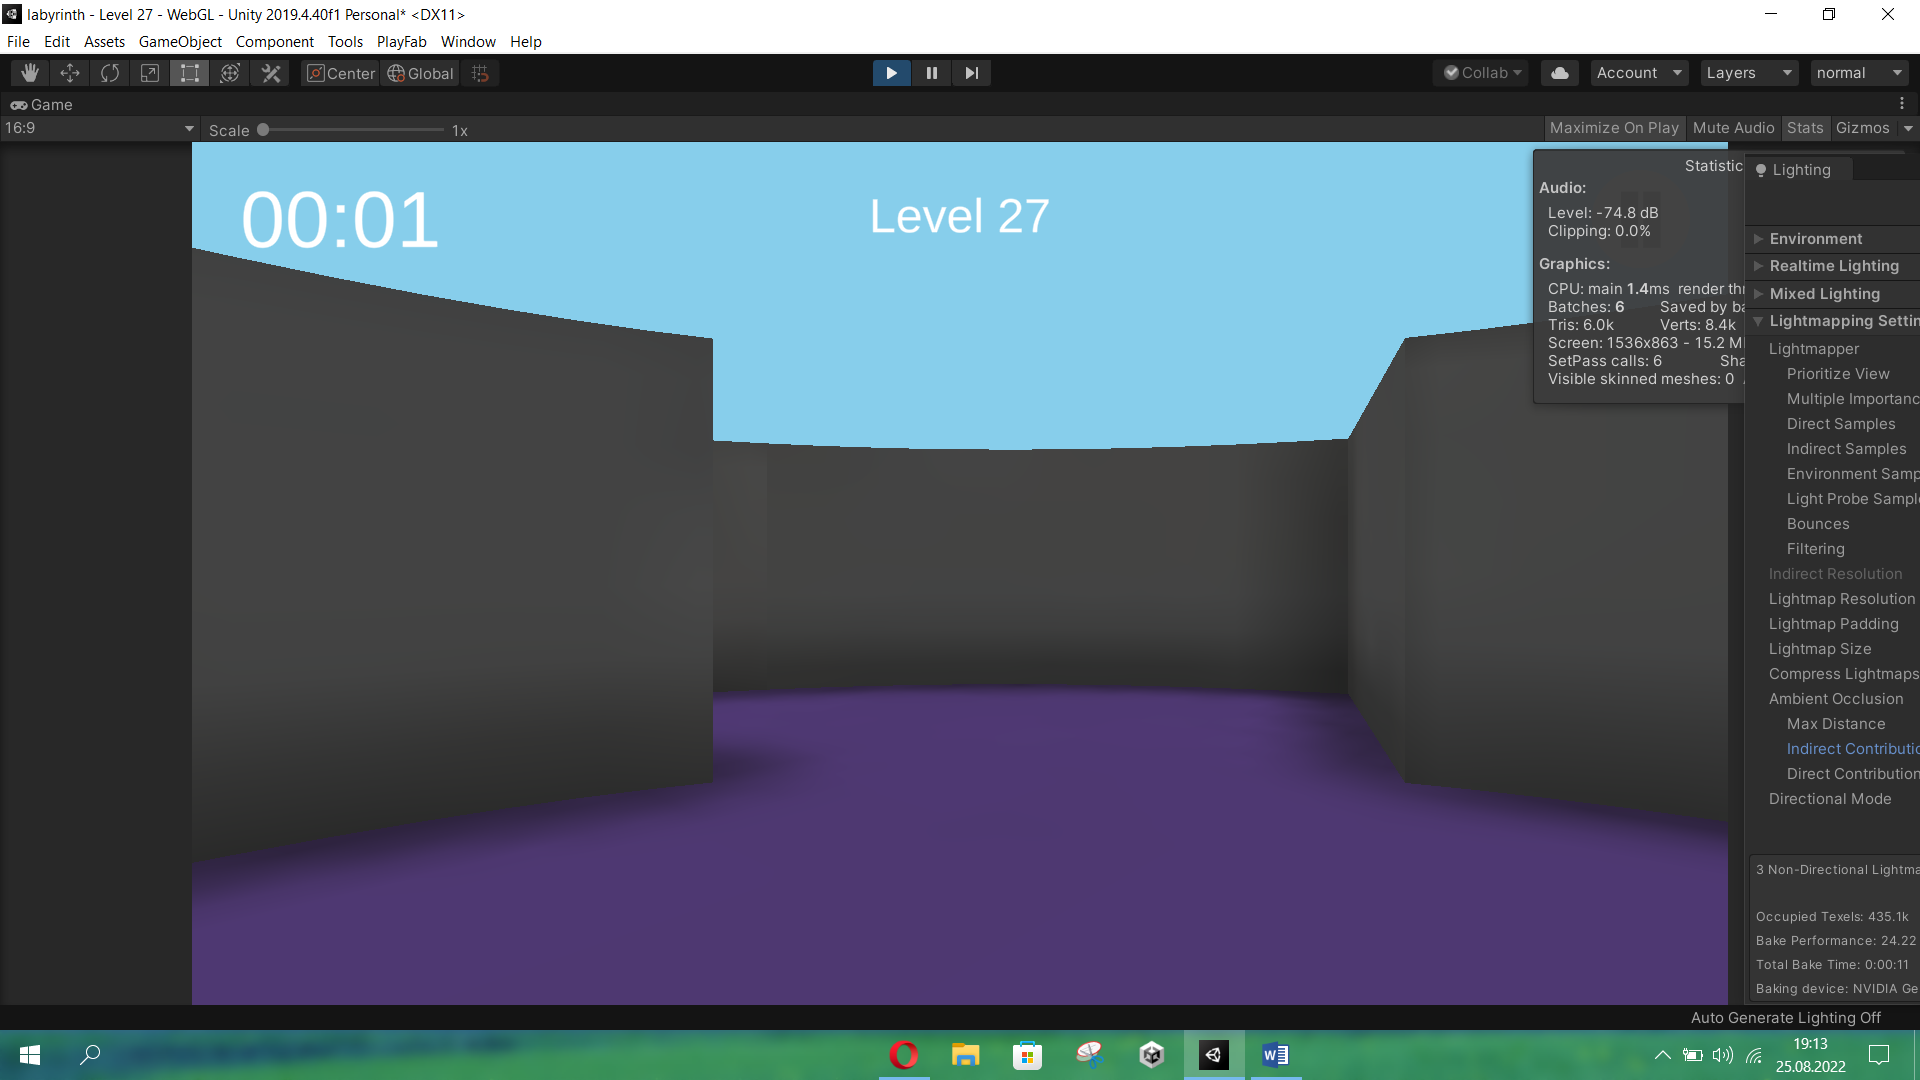 labyrinth - Level 27 - WebGL - Unity 2019.4.40f1 Personal* <DX11>
File Edit Assets GameObject Component Tools PlayFab Window Help
Center Global Collab Account Layers normal
Game
16:9 Scale 1x Maximize On Play Mute Audio Stats Gizmos
00:01
Level 27
Statistic
Audio:
Level: -74.8 dB
Clipping: 0.0%
Graphics:
CPU: main 1.4ms render thr
Batches: 6 Saved by ba
Tris: 6.0k Verts: 8.4k
Screen: 1536x863 - 15.2 M
SetPass calls: 6 Sha
Visible skinned meshes: 0
Lighting
Environment
Realtime Lighting
Mixed Lighting
Lightmapping Settin
Lightmapper
Prioritize View
Multiple Importanc
Direct Samples
Indirect Samples
Environment Samp
Light Probe Sample
Bounces
Filtering
Indirect Resolution
Lightmap Resolution
Lightmap Padding
Lightmap Size
Compress Lightmaps
Ambient Occlusion
Max Distance
Indirect Contributio
Direct Contribution
Directional Mode
3 Non-Directional Lightma
Occupied Texels: 435.1k
Bake Performance: 24.22
Total Bake Time: 0:00:11
Baking device: NVIDIA Ge
Auto Generate Lighting Off
19:13
25.08.2022